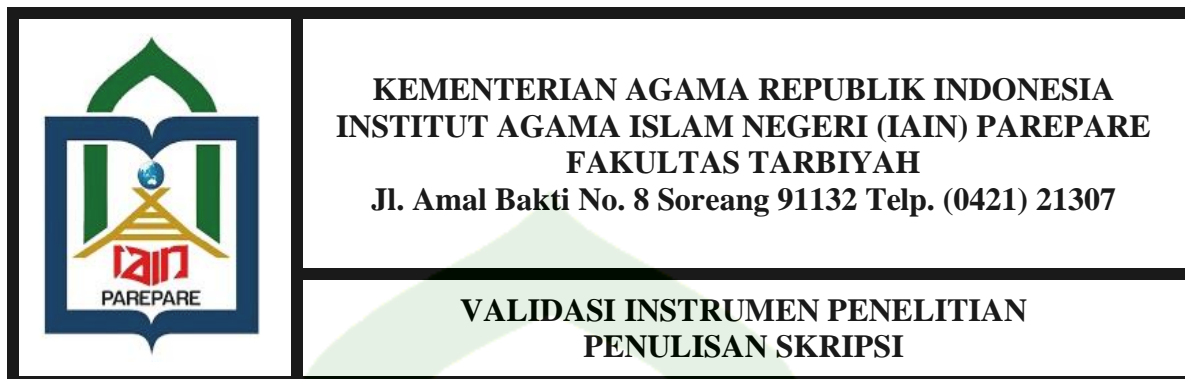 iain
PAREPARE
KEMENTERIAN AGAMA REPUBLIK INDONESIA
INSTITUT AGAMA ISLAM NEGERI (IAIN) PAREPARE
FAKULTAS TARBIYAH
Jl. Amal Bakti No. 8 Soreang 91132 Telp. (0421) 21307
VALIDASI INSTRUMEN PENELITIAN
PENULISAN SKRIPSI